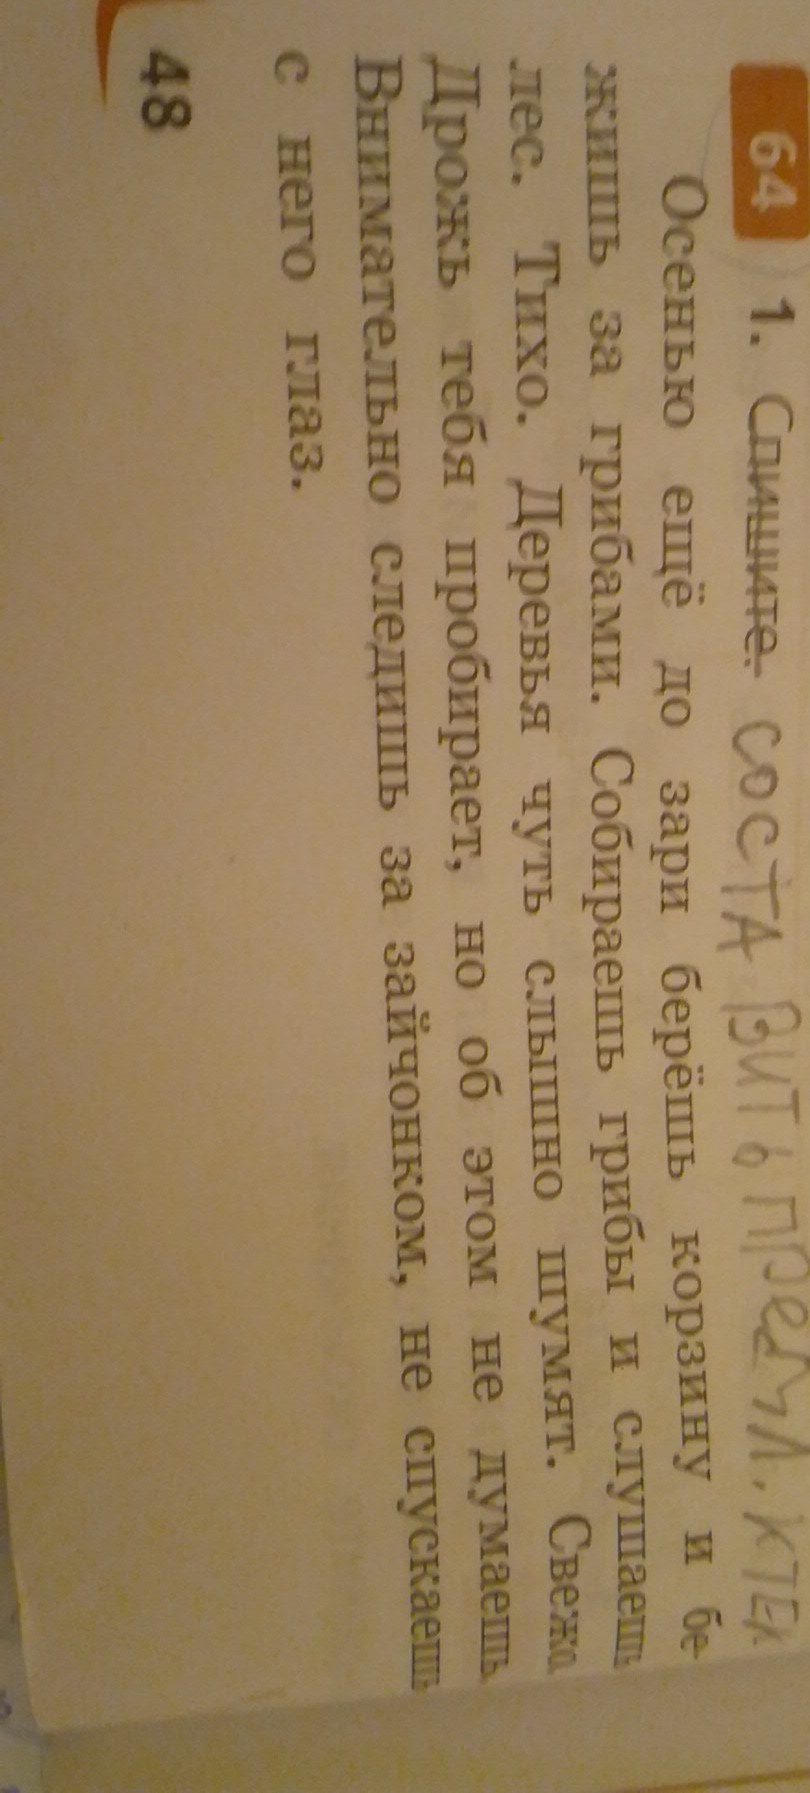 64 1. Спишите. СОСТАВИТЬ ПРЕДЛ. К ТЕК
Осенью ещё до зари берёшь корзину и бе-
жишь за грибами. Собираешь грибы и слушаешь
лес. Тихо. Деревья чуть слышно шумят. Свежо
Дрожь тебя пробирает, но об этом не думаешь
Внимательно следишь за зайчонком, не спускаешь
с него глаз.
48